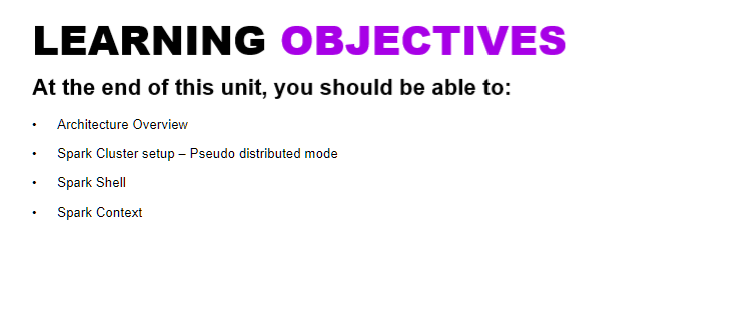 LEARNING OBJECTIVES
At the end of this unit, you should be able to:
• Architecture Overview
• Spark Cluster setup – Pseudo distributed mode
• Spark Shell
• Spark Context